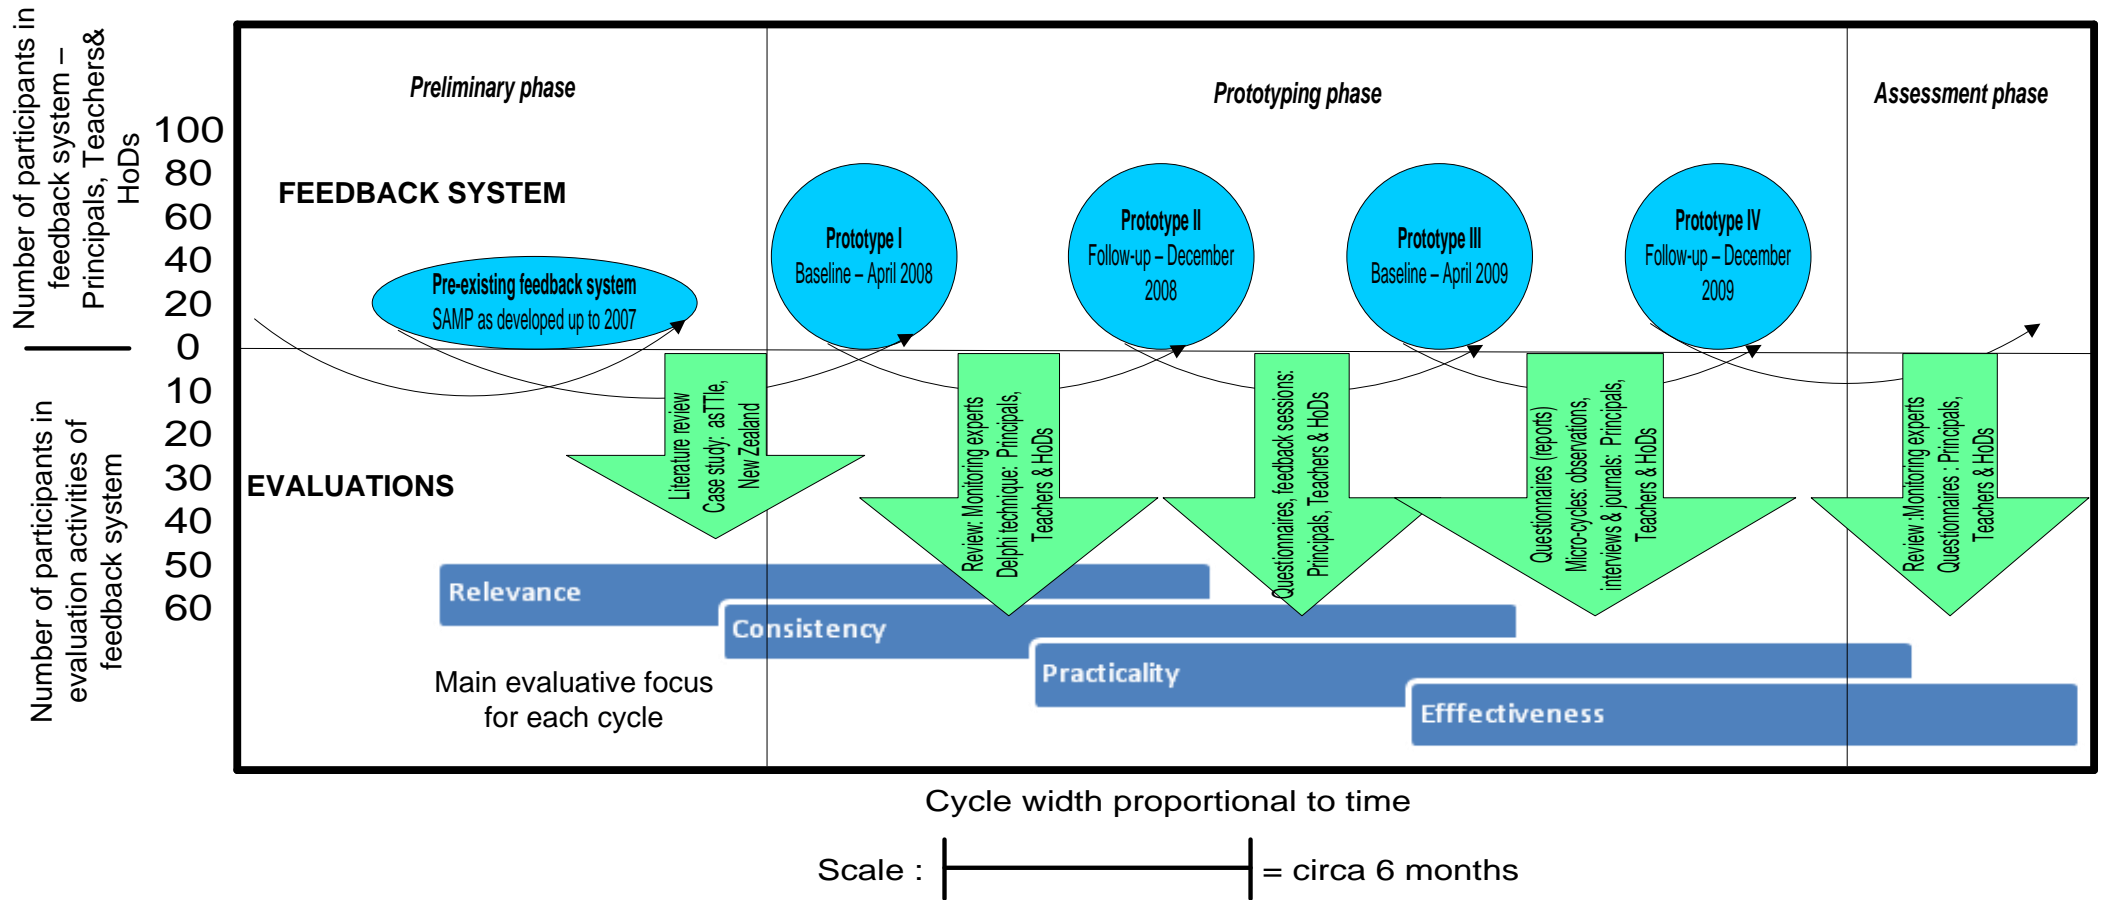 Number of participants in
feedback system –
Principals, Teachers&
HoDs
100
80
60
40
20
0
10
20
30
40
50
60
Number of participants in
evaluation activities of
feedback system
Preliminary phase
Prototyping phase
Assessment phase
FEEDBACK SYSTEM
Pre-existing feedback system
SAMP as developed up to 2007
Prototype I
Baseline – April 2008
Prototype II
Follow-up – December
2008
Prototype III
Baseline – April 2009
Prototype IV
Follow-up – December
2009
EVALUATIONS
Literature review
Case study: asTTle,
New Zealand
Review: Monitoring experts
Delphi technique: Principals,
Teachers & HoDs
Questionnaires, feedback sessions:
Principals, Teachers & HoDs
Questionnaires (reports)
Micro-cycles: observations,
interviews & journals: Principals,
Teachers & HoDs
Review :Monitoring experts
Questionnaires : Principals,
Teachers & HoDs
Relevance
Consistency
Practicality
Efffectiveness
Main evaluative focus
for each cycle
Cycle width proportional to time
Scale : = circa 6 months